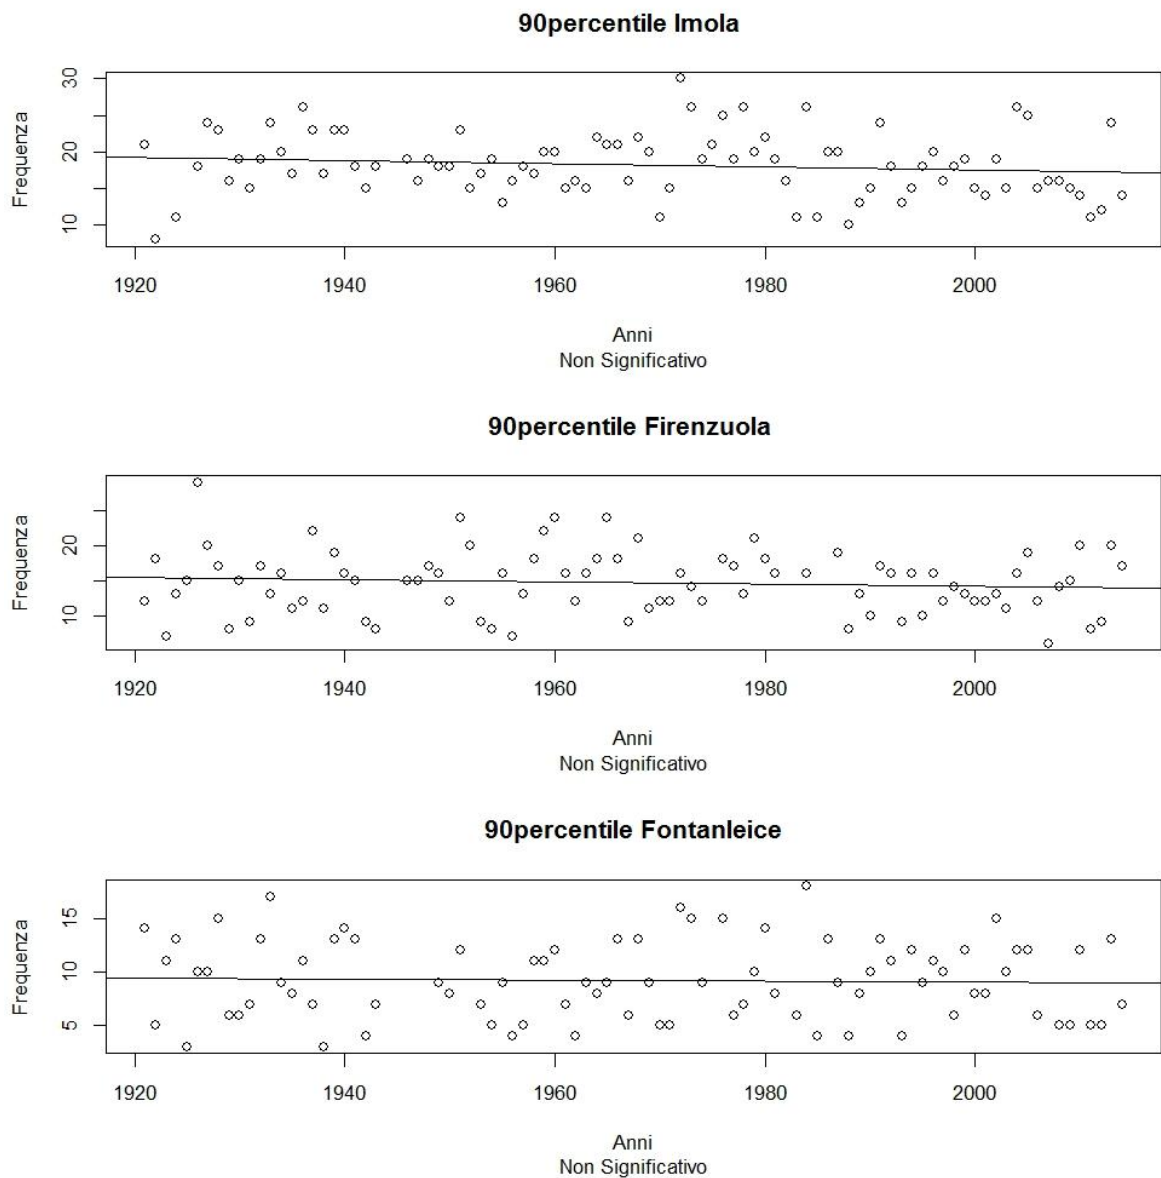 90percentile Imola
Frequenza
30
20
10
1920 1940 1960 1980 2000
Anni
Non Significativo
90percentile Firenzuola
Frequenza
20
10
1920 1940 1960 1980 2000
Anni
Non Significativo
90percentile Fontanleice
Frequenza
15
10
5
1920 1940 1960 1980 2000
Anni
Non Significativo